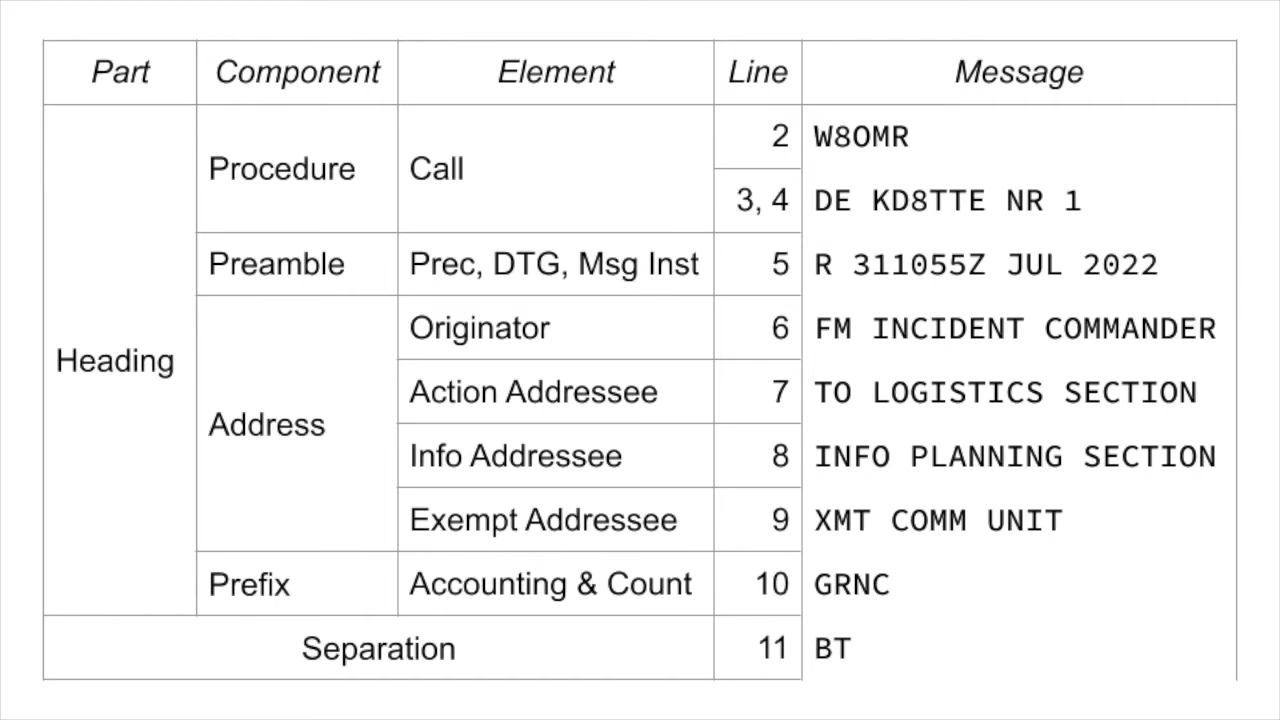 Part Component Element Line Message
Heading Procedure Call 2 W8OMR
3, 4 DE KD8TTE NR 1
Preamble Prec, DTG, Msg Inst 5 R 311055Z JUL 2022
Address Originator 6 FM INCIDENT COMMANDER
Action Addressee 7 TO LOGISTICS SECTION
Info Addressee 8 INFO PLANNING SECTION
Exempt Addressee 9 XMT COMM UNIT
Prefix Accounting & Count 10 GRNC
Separation 11 BT